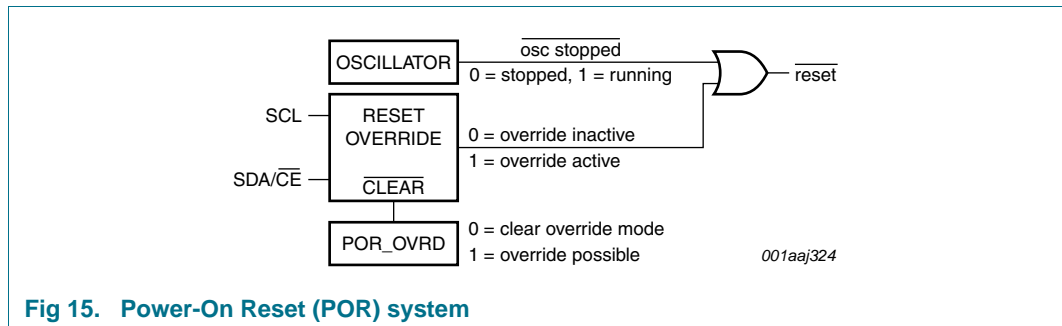 OSCILLATOR
osc stopped
0 = stopped, 1 = running
reset
SCL
RESET
OVERRIDE
0 = override inactive
1 = override active
SDA/CE
CLEAR
POR_OVRD
0 = clear override mode
1 = override possible
001aaj324
Fig 15. Power-On Reset (POR) system